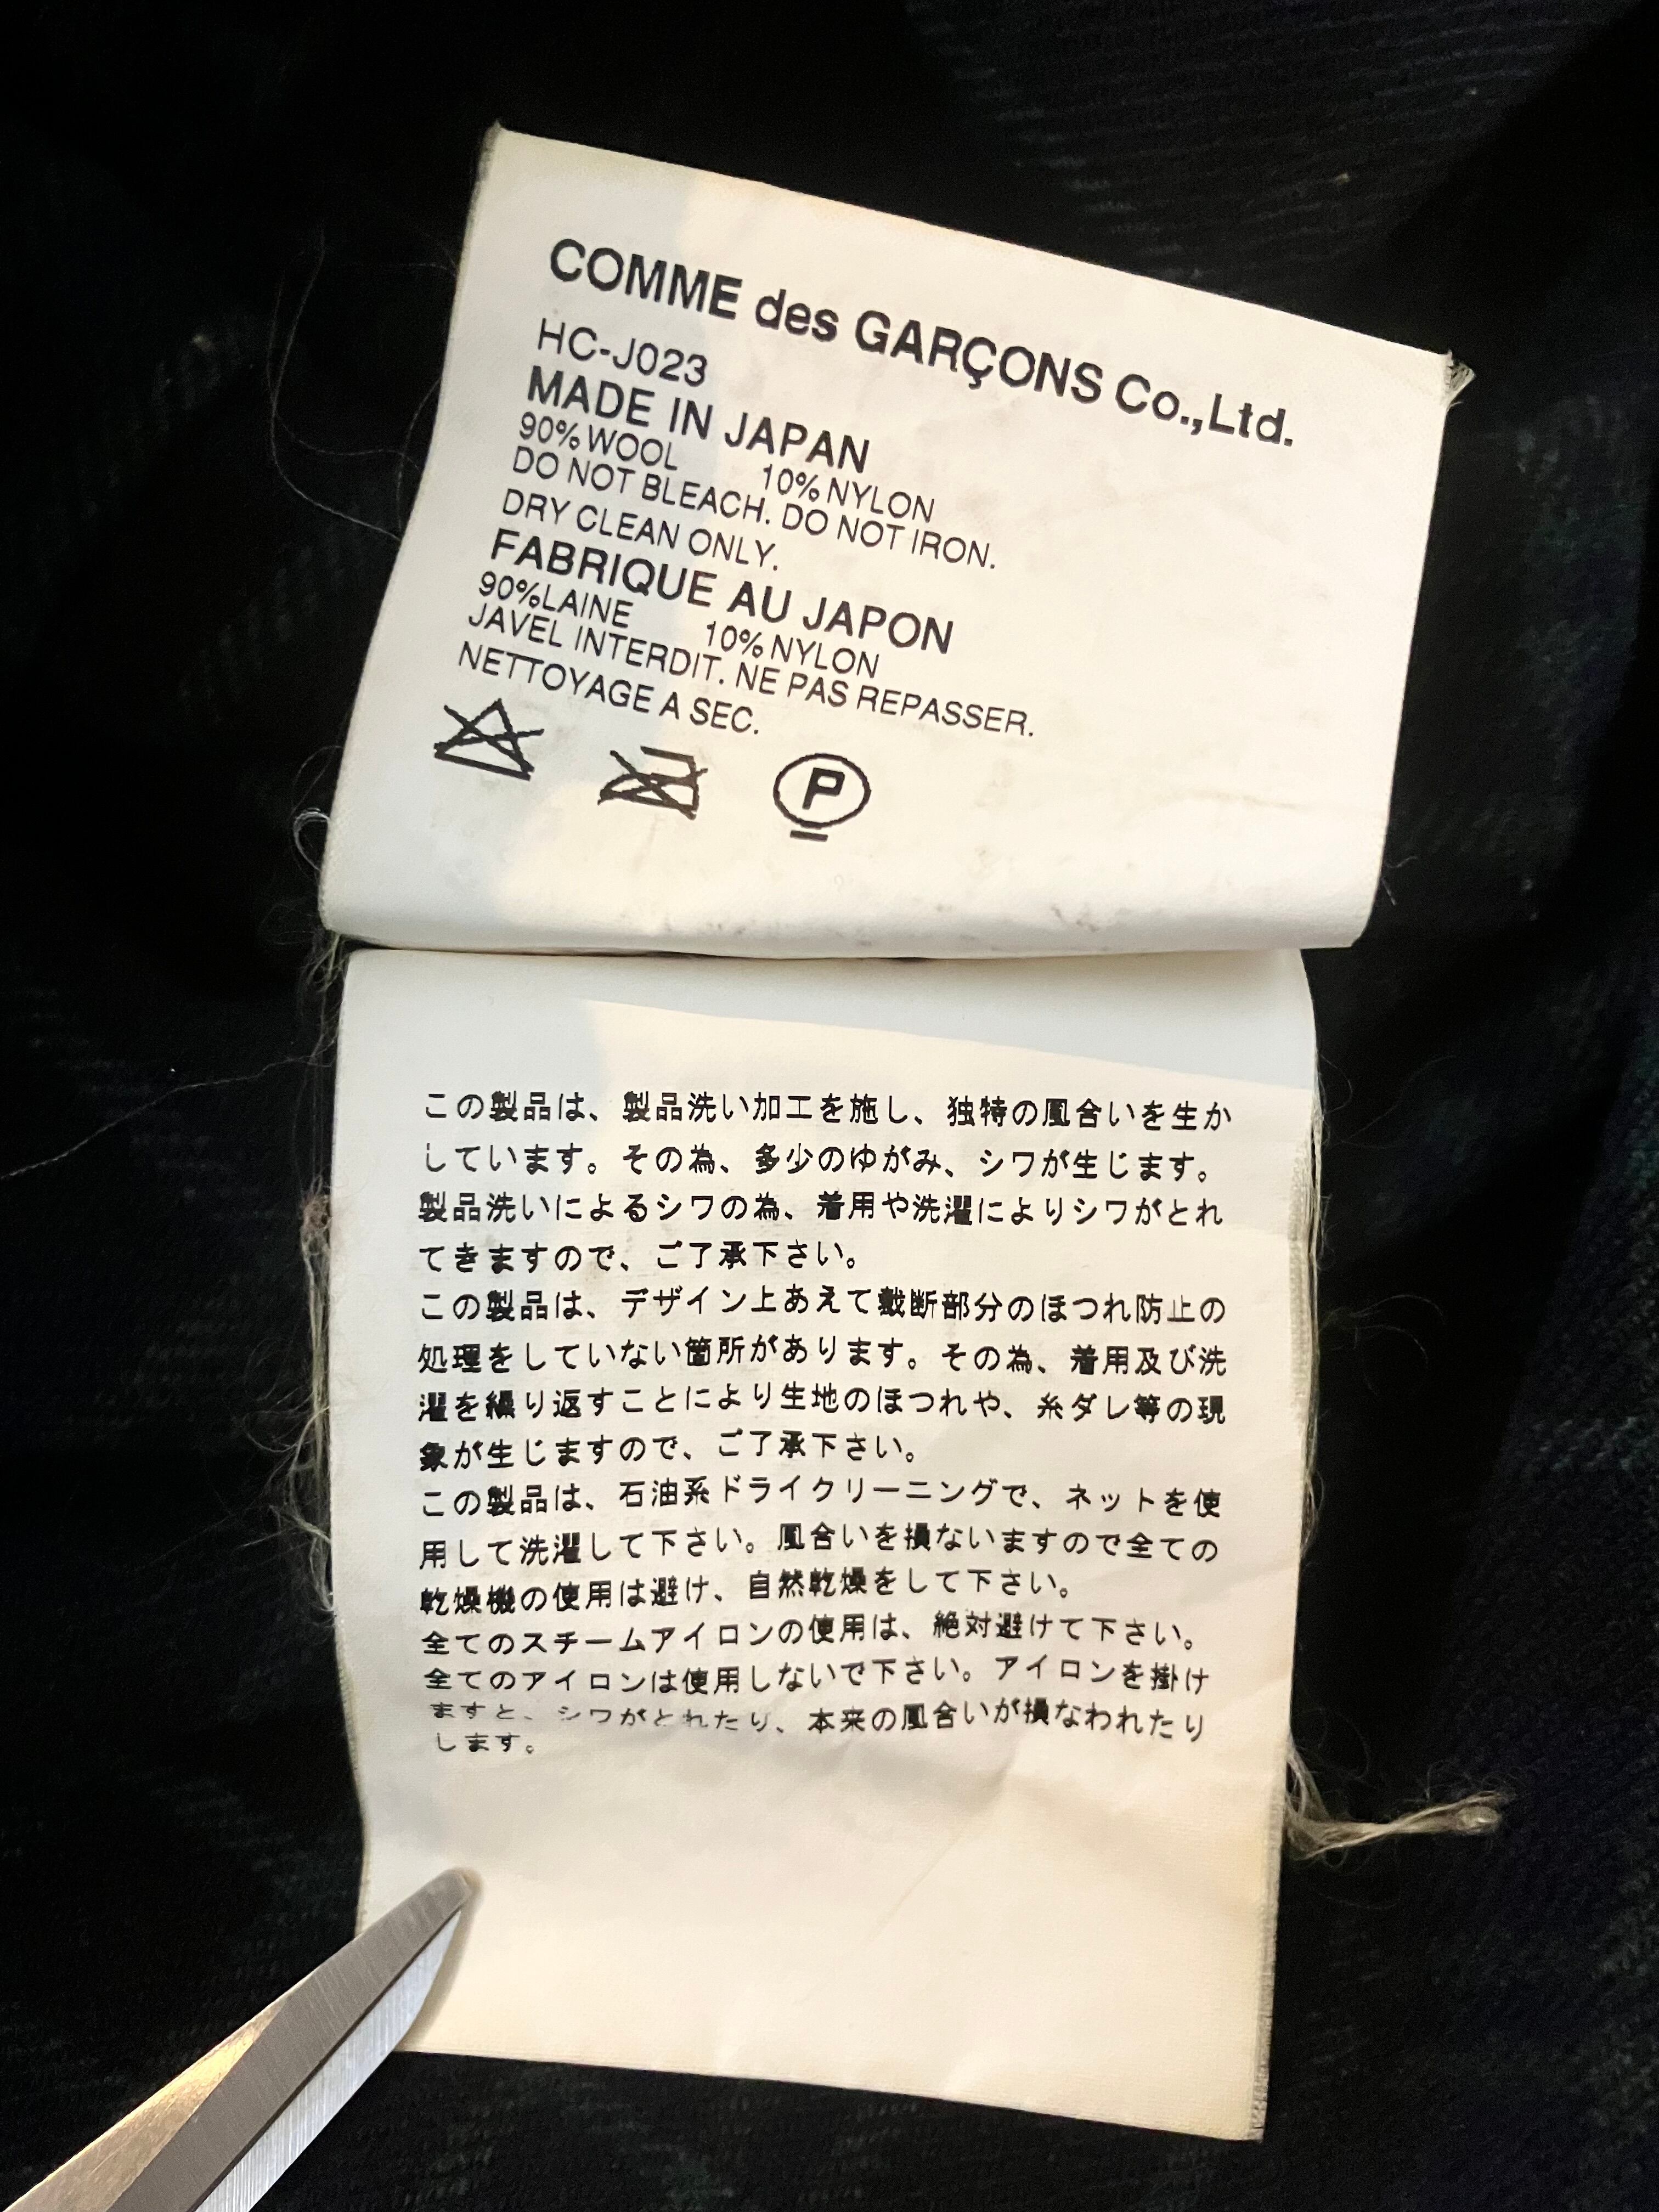 COMME des GARÇONS Co.,Ltd.
HC-J023
MADE IN JAPAN
90%WOOL 10%NYLON
DO NOT BLEACH. DO NOT IRON.
DRY CLEAN ONLY.
FABRIQUE AU JAPON
90%LAINE 10%NYLON
JAVEL INTERDIT. NE PAS REPASSER.
NETTOYAGE A SEC.
P
この製品は、製品洗い加工を施し、独特の風合いを生か
しています。その為、多少のゆがみ、シワが生じます。
製品洗いによるシワの為、着用や洗濯によりシワがとれ
てきますので、ご了承下さい。
この製品は、デザイン上あえて裁断部分のほつれ防止の
処理をしていない箇所があります。その為、着用及び洗
濯を繰り返すことにより生地のほつれや、糸ダレ等の現
象が生じますので、ご了承下さい。
この製品は、石油系ドライクリーニングで、ネットを使
用して洗濯して下さい。風合いを損ないますので全ての
乾燥機の使用は避け、自然乾燥をして下さい。
全てのスチームアイロンの使用は、絶対避けて下さい。
全てのアイロンは使用しないで下さい。アイロンを掛け
ますと、シワがとれたり、本来の風合いが損なわれたり
します。